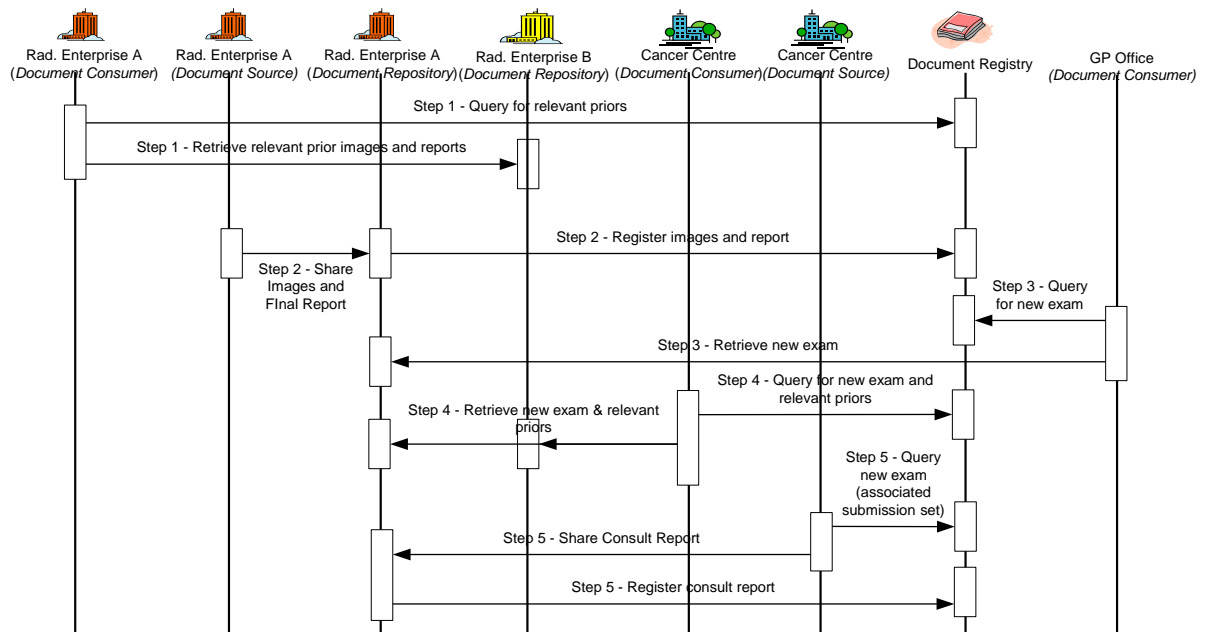 Rad. Enterprise A
(Document Consumer)
Rad. Enterprise A
(Document Source)
Rad. Enterprise A
(Document Repository)
Rad. Enterprise B
(Document Repository)
Cancer Centre
(Document Consumer)
Cancer Centre
(Document Source)
Document Registry
GP Office
(Document Consumer)
Step 1 - Query for relevant priors
Step 1 - Retrieve relevant prior images and reports
Step 2 - Register images and report
Step 2 - Share
Images and
FInal Report
Step 3 - Query
for new exam
Step 3 - Retrieve new exam
Step 4 - Query for new exam and
relevant priors
Step 4 - Retrieve new exam & relevant
priors
Step 5 - Query
new exam
(associated
submission set)
Step 5 - Share Consult Report
Step 5 - Register consult report